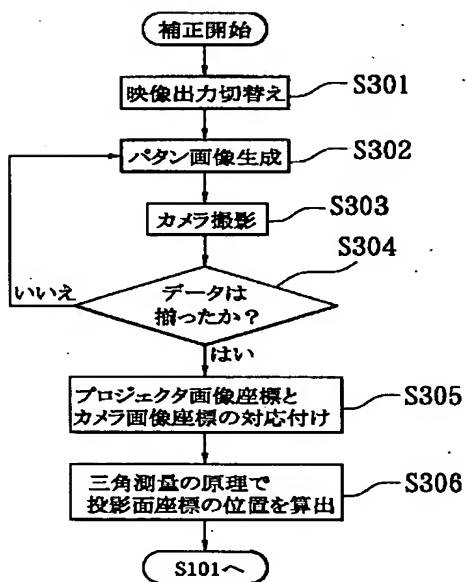 補正開始
映像出力切替え
S301
パタン画像生成
S302
カメラ撮影
S303
S304
データは
揃ったか？
いいえ
はい
プロジェクタ画像座標と
カメラ画像座標の対応付け
S305
三角測量の原理で
投影面座標の位置を算出
S306
S101へ